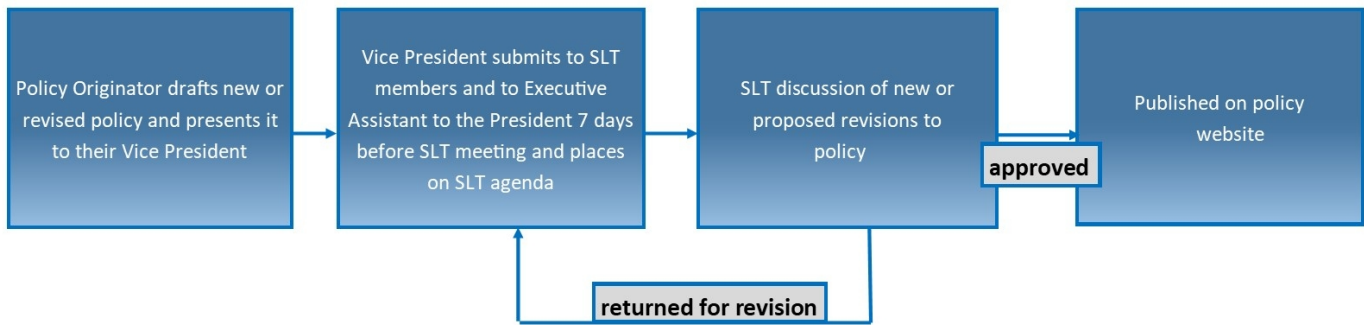 Policy Originator drafts new or
revised policy and presents it
to their Vice President
Vice President submits to SLT
members and to Executive
Assistant to the President 7 days
before SLT meeting and places
on SLT agenda
SLT discussion of new or
proposed revisions to
policy
approved
Published on policy
website
returned for revision